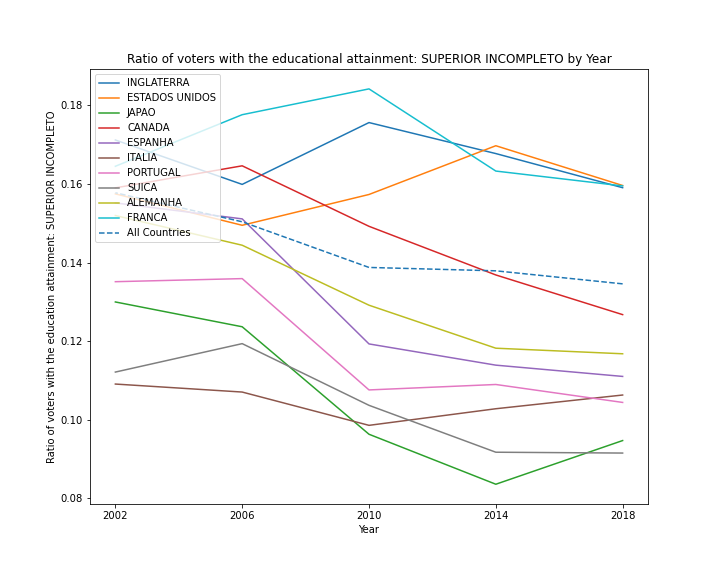 Ratio of voters with the educational attainment: SUPERIOR INCOMPLETO by Year
Ratio of voters with the education attainment: SUPERIOR INCOMPLETO
0.18
0.16
0.14
0.12
0.10
0.08
INGLATERRA
ESTADOS UNIDOS
JAPAO
CANADA
ESPANHA
ITALIA
PORTUGAL
SUICA
ALEMANHA
FRANCA
All Countries
2002
2006
2010
2014
2018
Year